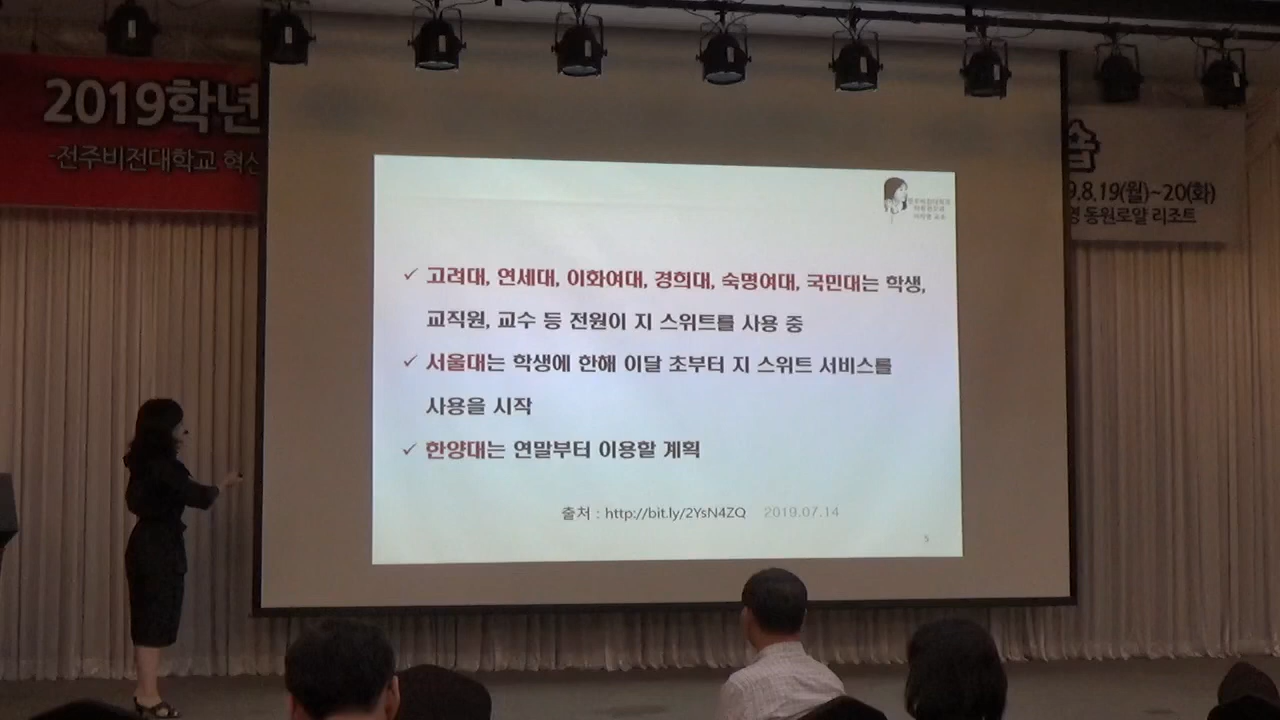 2019학년
-전주비전대학교 혁신
9.8.19(월)~20(화)
동원로얄 리조트
고려대, 연세대, 이화여대, 경희대, 숙명여대, 국민대는 학생,
교직원, 교수 등 전원이 지 스위트를 사용 중
서울대는 학생에 한해 이달 초부터 지 스위트 서비스를
사용을 시작
한양대는 연말부터 이용할 계획
출처 : http://bit.ly/2YsN4ZQ 2019.07.14
5